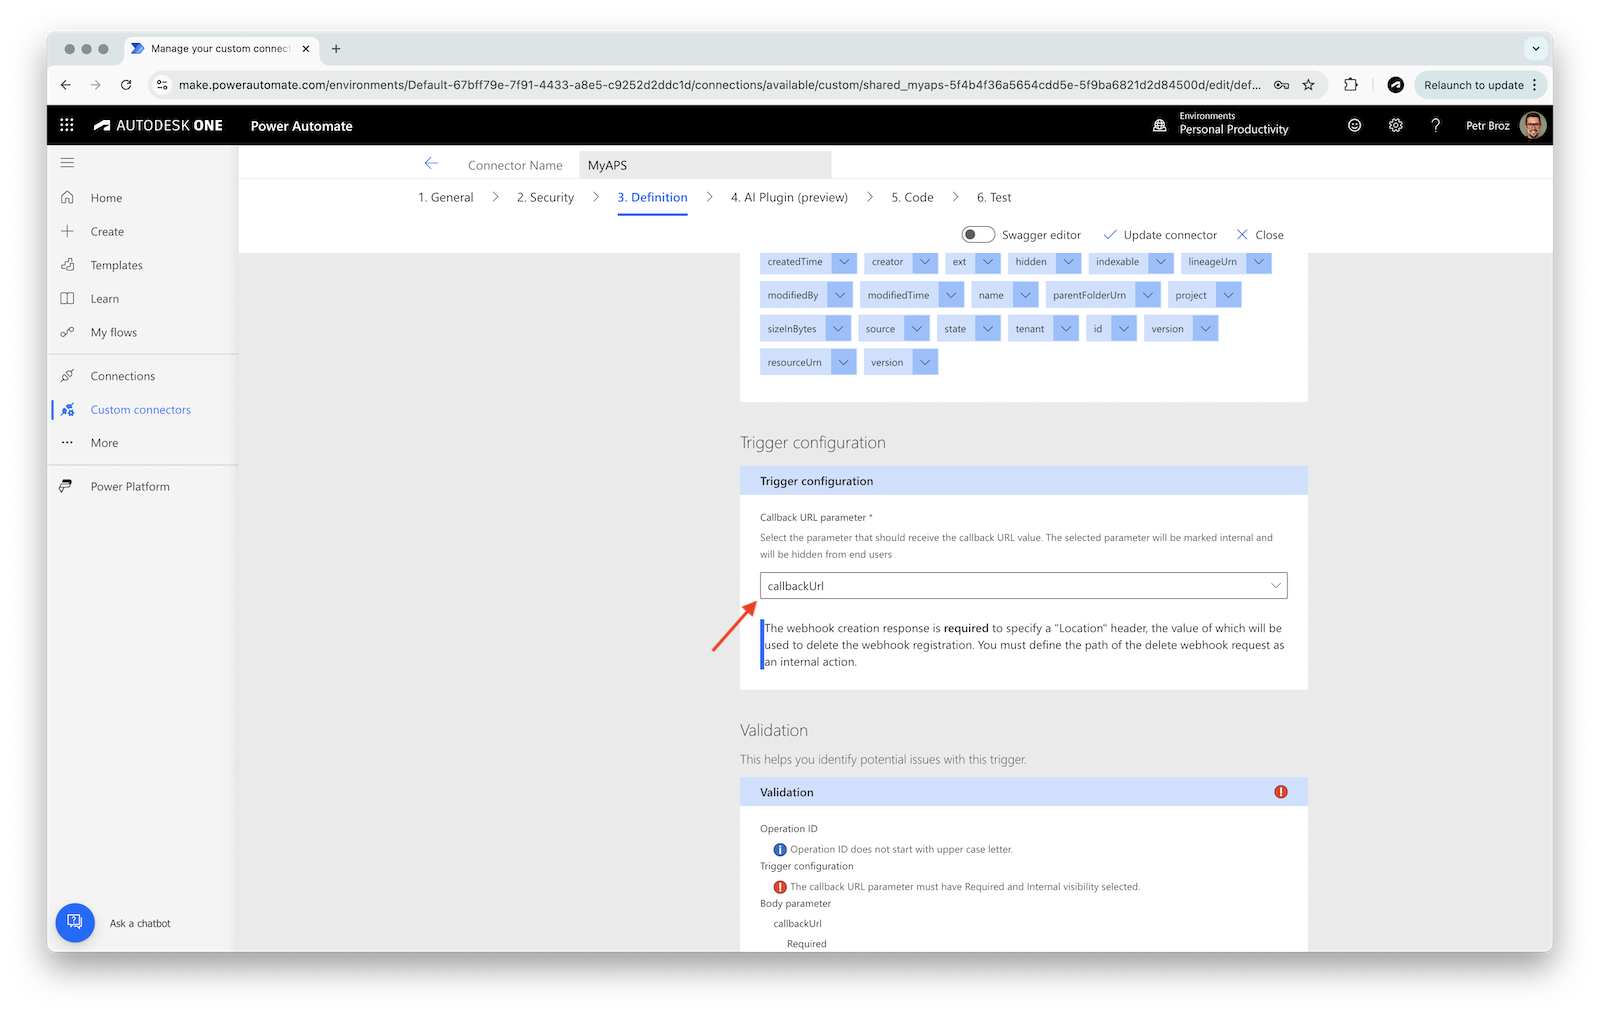 Manage your custom connect
make.powerautomate.com/environments/Default-67bff79e-7f91-4433-a8e5-c9252d2ddc1d/connections/available/custom/shared_myaps-5f4b4f36a5654cdd5e-5f9ba6821d2d84500d/edit/def...
Relaunch to update
AUTODESK ONE
Power Automate
Environments
Personal Productivity
?
Petr Broz
Connector Name
MyAPS
1. General
2. Security
3. Definition
4. AI Plugin (preview)
5. Code
6. Test
Swagger editor
Update connector
Close
Home
Create
Templates
Learn
My flows
Connections
Custom connectors
More
Power Platform
Ask a chatbot
createdTime creator ext hidden indexable lineageUrn
modifiedBy modifiedTime name parentFolderUrn project
sizeInBytes source state tenant id version
resourceUrn version
Trigger configuration
Trigger configuration
Callback URL parameter *
Select the parameter that should receive the callback URL value. The selected parameter will be marked internal and
will be hidden from end users
callbackUrl
The webhook creation response is required to specify a "Location" header, the value of which will be
used to delete the webhook registration. You must define the path of the delete webhook request as
an internal action.
Validation
This helps you identify potential issues with this trigger.
Validation
Operation ID
Operation ID does not start with upper case letter.
Trigger configuration
The callback URL parameter must have Required and Internal visibility selected.
Body parameter
callbackUrl
Required